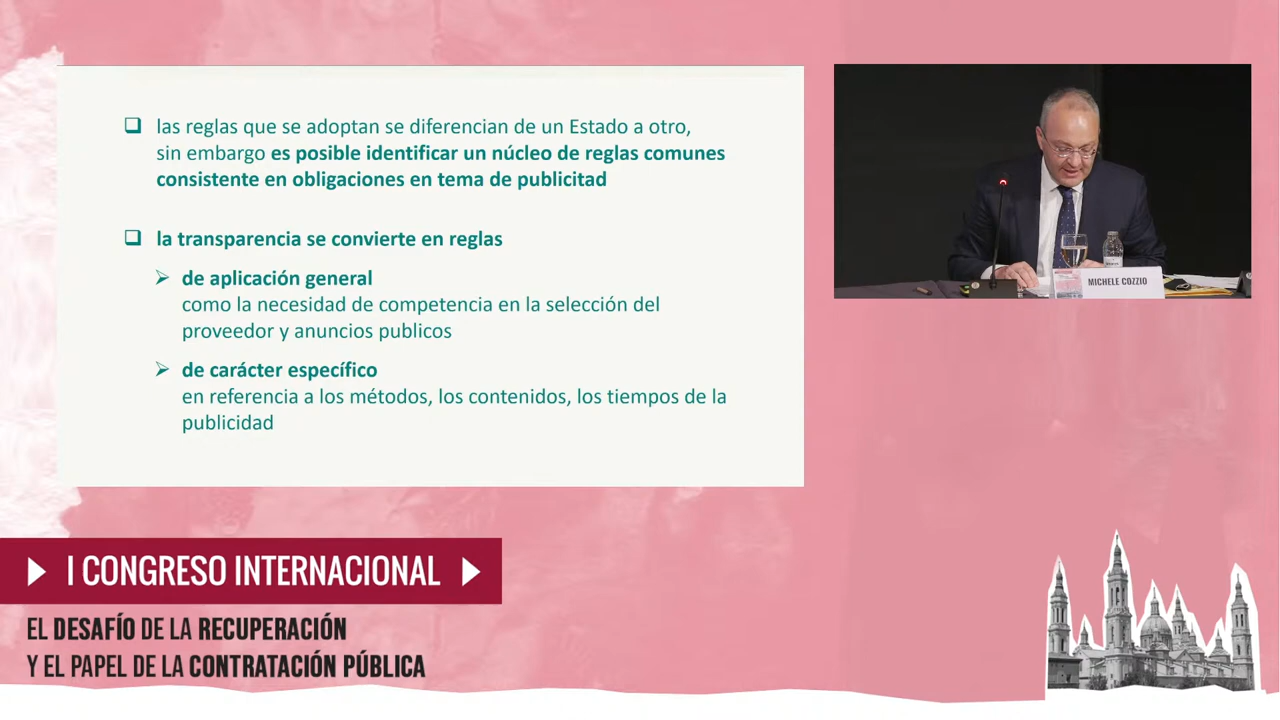 las reglas que se adoptan se diferencian de un Estado a otro,
sin embargo es posible identificar un núcleo de reglas comunes
consistente en obligaciones en tema de publicitad
la transparencia se convierte en reglas
de aplicación general
como la necesidad de competencia en la selección del
proveedor y anuncios publicos
de carácter específico
en referencia a los métodos, los contenidos, los tiempos de la
publicidad
MICHELE COZZIO
I CONGRESO INTERNACIONAL
EL DESAFÍO DE LA RECUPERACIÓN
Y EL PAPEL DE LA CONTRATACIÓN PÚBLICA